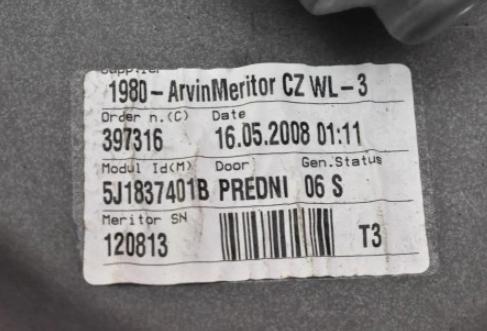 Supplier
1980 - ArvinMeritor CZ WL - 3
Order n.(C) Date
397316 16.05.2008 01:11
Modul Id(M) Door Gen.Status
5J1837401B PREDNI 06 S
Meritor SN
120813 T3